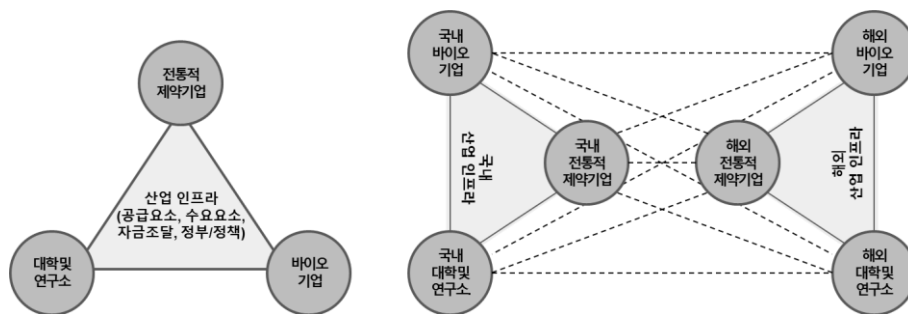 전통적
제약기업
산업 인프라
(공급요소, 수요요소,
자금조달, 정부/정책)
대학및
연구소
바이오
기업
국내
바이오
기업
국내
산업 인프라
국내
전통적
제약기업
국내
대학및
연구소.
해외
바이오
기업
해외
전통적
제약기업
해외
산업 인프라
해외
대학및
연구소